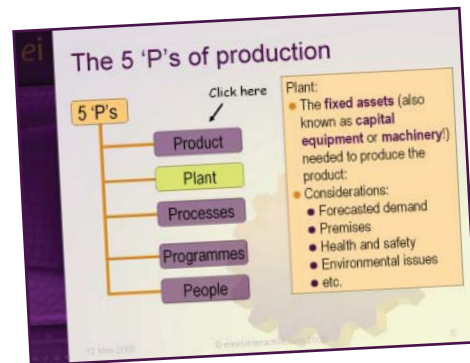 ei
The 5 'P's of production
Click here
5 'P's
Product
Plant
Processes
Programmes
People
Plant:
The fixed assets (also
known as capital
equipment or machinery!)
needed to produce the
product:
Considerations:
Forecasted demand
Premises
Health and safety
Environmental issues
etc.